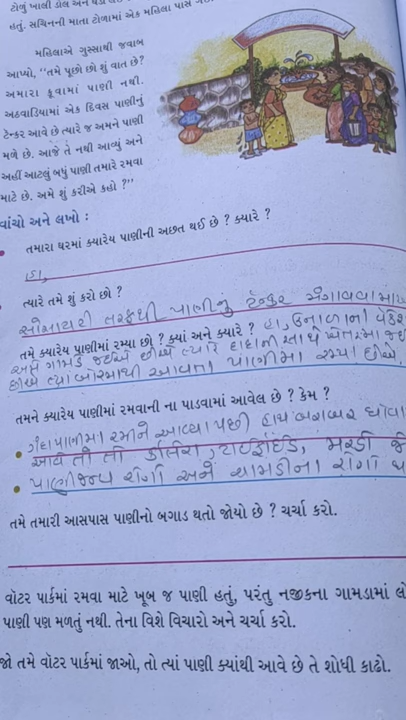 ટોળું ખાલી ડોલ અને ઘડા
હતું. સચિનની માતા ટોળામાં એક મહિલા પાસે
મહિલાએ ગુસ્સાથી જવાબ
આપ્યો, “તમે પૂછો છો શું વાત છે?
અમારા કૂવામાં પાણી નથી.
અઠવાડિયામાં એક દિવસ પાણીનું
ટેન્કર આવે છે ત્યારે જ અમને પાણી
મળે છે. આજે તે નથી આવ્યું અને
અહીં આટલું બધું પાણી તમારે રમવા
માટે છે. અમે શું કરીએ કહો ?”
વાંચો અને લખો :
તમારા ઘરમાં ક્યારેય પાણીની અછત થઈ છે ? ક્યારે ?
હા,
ત્યારે તમે શું કરો છો ?
સોસાયટી તરફથી પાણીનું ટેન્કર મંગાવવામાં
તમે ક્યારેય પાણીમાં રમ્યા છો ? ક્યાં અને ક્યારે ? હા, ઉનાળાના
અમે ગામડે જઈએ છીએ ત્યારે દાદાની સાથે ખેતરમાં
છીએ ત્યાં બોરમાંથી આવતા પાણીમાં રમ્યા છીએ.
તમને ક્યારેય પાણીમાં રમવાની ના પાડવામાં આવેલ છે ? કેમ ?
ગંદા પાણીમાં રમીને આવ્યા પછી હાથ બરાબર ધોવા
આવે તો તો કોલેરા, ટાઈફોઈડ, મરડો
પાણીજન્ય રોગો અને ચામડીના રોગો
તમે તમારી આસપાસ પાણીનો બગાડ થતો જોયો છે ? ચર્ચા કરો.
વૉટર પાર્કમાં રમવા માટે ખૂબ જ પાણી હતું, પરંતુ નજીકના ગામડામાં
પાણી પણ મળતું નથી. તેના વિશે વિચારો અને ચર્ચા કરો.
જો તમે વૉટર પાર્કમાં જાઓ, તો ત્યાં પાણી ક્યાંથી આવે છે તે શોધી કાઢો.